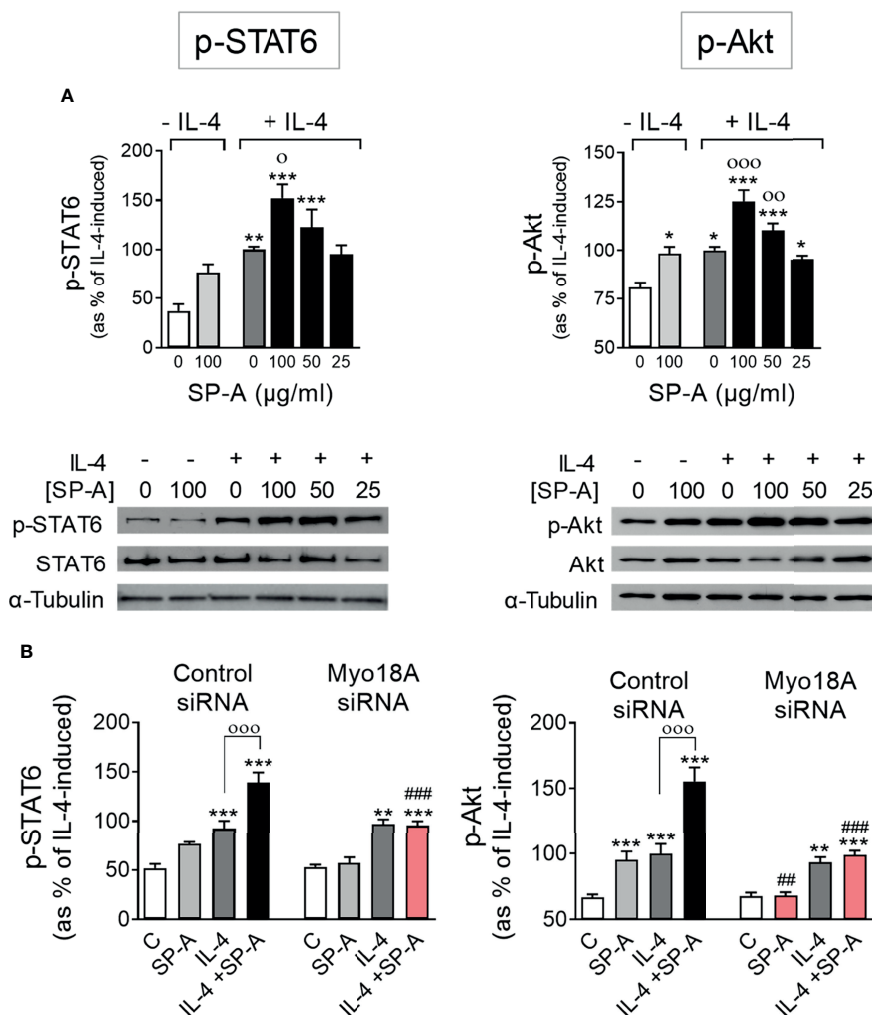 p-STAT6
p-Akt
A
- IL-4
+ IL-4
p-STAT6
(as % of IL-4-induced)
200
150
100
50
0
**
o
***
***
0
100
0
100
50
25
SP-A (µg/ml)
- IL-4
+ IL-4
p-Akt
(as % of IL-4-induced)
150
125
100
75
50
*
*
ooo
***
oo
***
*
0
100
0
100
50
25
SP-A (µg/ml)
IL-4 - - + + + +
[SP-A] 0 100 0 100 50 25
p-STAT6
STAT6
α-Tubulin
IL-4 - - + + + +
[SP-A] 0 100 0 100 50 25
p-Akt
Akt
α-Tubulin
B
Control
siRNA
Myo18A
siRNA
p-STAT6
(as % of IL-4-induced)
200
150
100
50
0
***
ooo
***
**
###
***
C
SP-A
IL-4
IL-4 +SP-A
C
SP-A
IL-4
IL-4 +SP-A
Control
siRNA
Myo18A
siRNA
p-Akt
(as % of IL-4-induced)
200
150
100
50
***
***
ooo
***
##
**
###
***
C
SP-A
IL-4
IL-4 +SP-A
C
SP-A
IL-4
IL-4 +SP-A